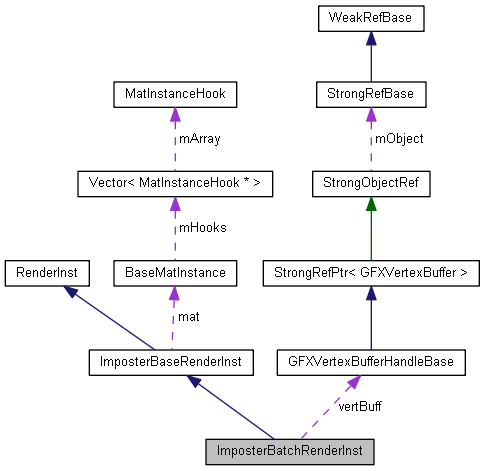 WeakRefBase
MatInstanceHook
StrongRefBase
mArray
mObject
Vector< MatInstanceHook * >
StrongObjectRef
mHooks
RenderInst
BaseMatInstance
StrongRefPtr< GFXVertexBuffer >
mat
ImposterBaseRenderInst
GFXVertexBufferHandleBase
vertBuff
ImposterBatchRenderInst